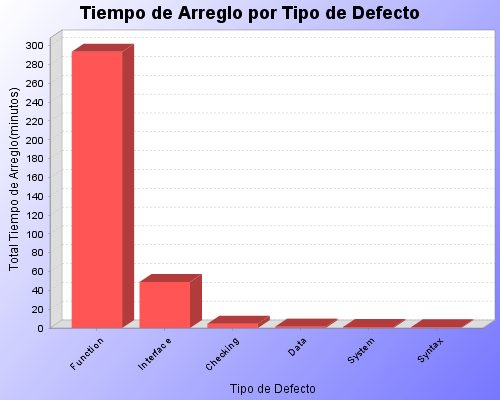 Tiempo de Arreglo por Tipo de Defecto
Total Tiempo de Arreglo(minutos)
300
280
260
240
220
200
180
160
140
120
100
80
60
40
20
0
Function
Interface
Checking
Data
System
Syntax
Tipo de Defecto